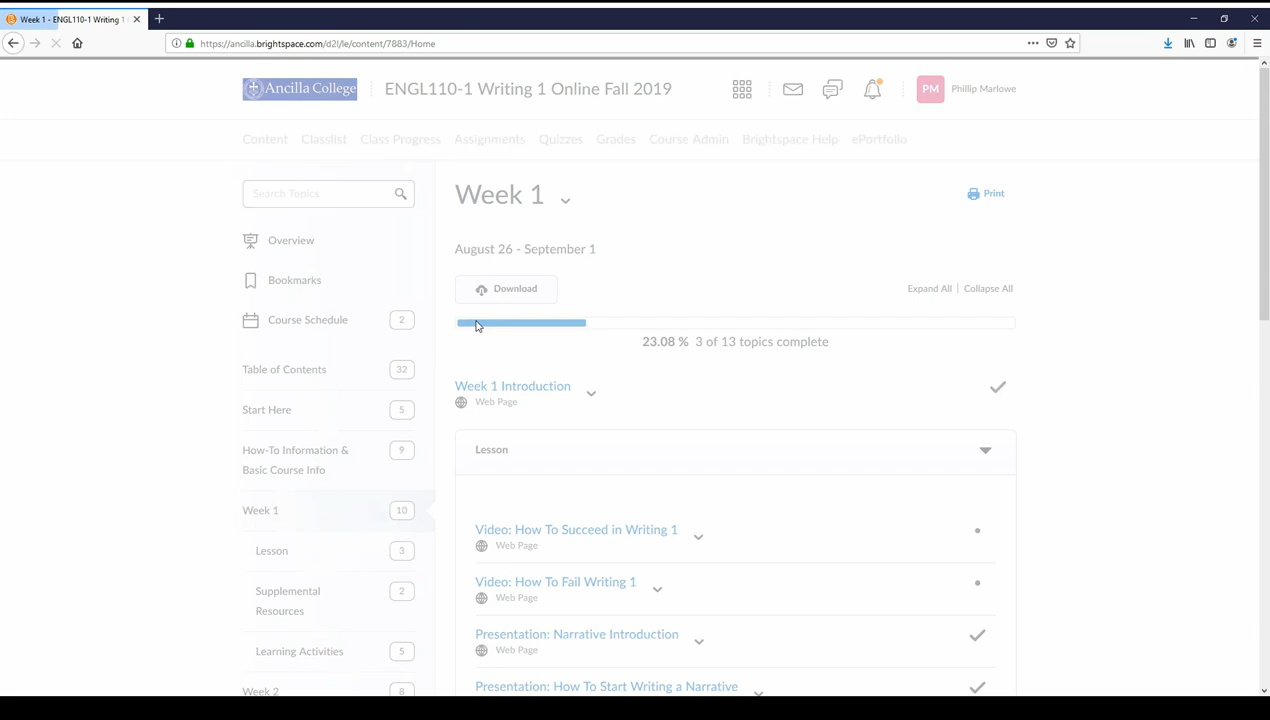 Week 1 - ENGL110-1 Writing 1
https://ancilla.brightspace.com/d2l/le/content/7883/Home
Ancilla College
ENGL110-1 Writing 1 Online Fall 2019
PM
Phillip Marlowe
Content Classlist Class Progress Assignments Quizzes Grades Course Admin Brightspace Help ePortfolio
Search Topics
Overview
Bookmarks
Course Schedule 2
Table of Contents 32
Start Here 5
How-To Information &
Basic Course Info
9
Week 1 10
Lesson 3
Supplemental
Resources
2
Learning Activities 5
Week 2 8
Week 1
Print
August 26 - September 1
Download
Expand All | Collapse All
23.08 % 3 of 13 topics complete
Week 1 Introduction
Web Page
Lesson
Video: How To Succeed in Writing 1
Web Page
Video: How To Fail Writing 1
Web Page
Presentation: Narrative Introduction
Web Page
Presentation: How To Start Writing a Narrative